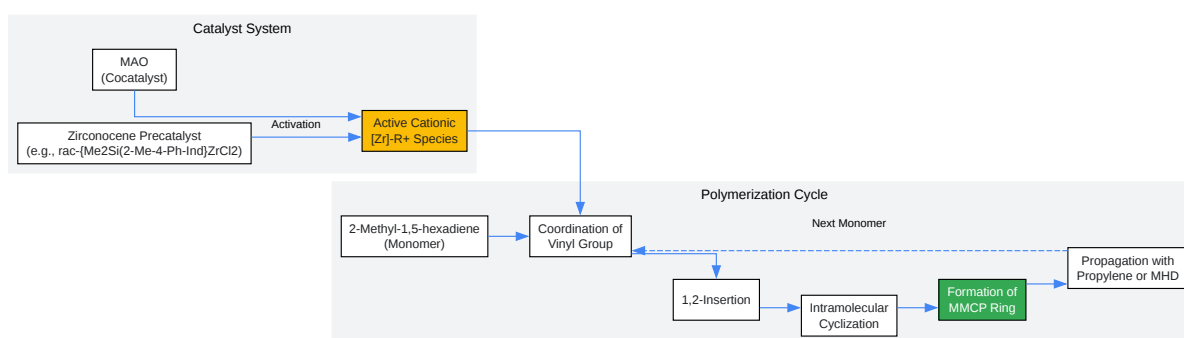 Catalyst System
MAO
(Cocatalyst)
Activation
Zirconocene Precatalyst
(e.g., rac-{Me2Si(2-Me-4-Ph-Ind}ZrCl2)
Active Cationic
[Zr]-R+ Species
Polymerization Cycle
2-Methyl-1,5-hexadiene
(Monomer)
Coordination of
Vinyl Group
Next Monomer
Propagation with
Propylene or MHD
1,2-Insertion
Intramolecular
Cyclization
Formation of
MMCP Ring